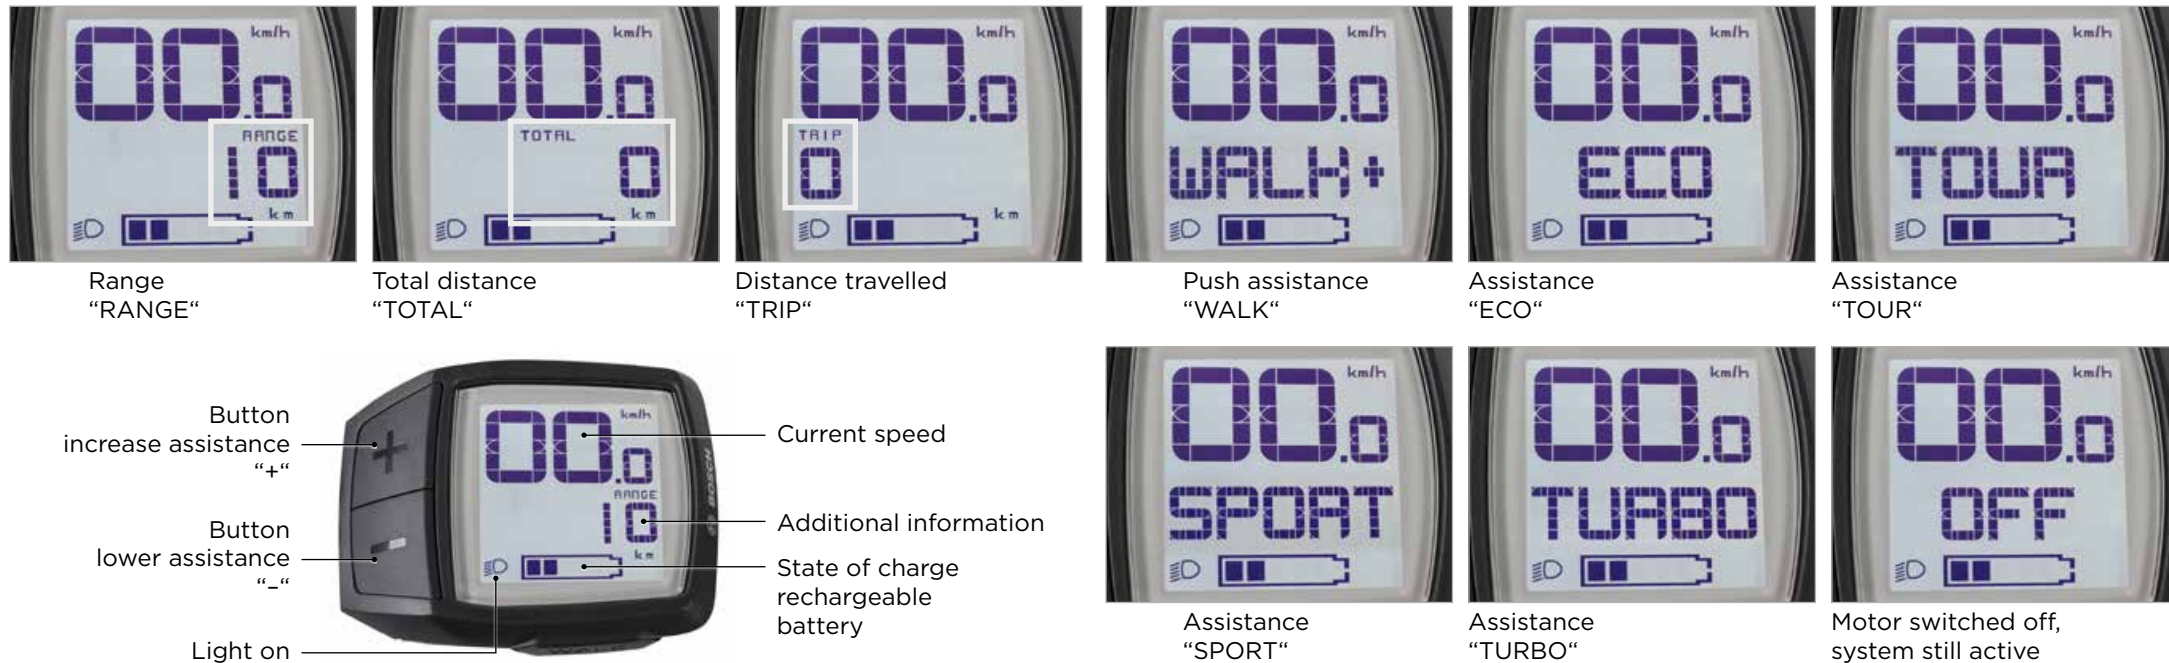 00.0 km/h
RANGE
10
km
Range
“RANGE“
00.0 km/h
TOTAL
0
km
Total distance
“TOTAL“
00.0 km/h
TRIP
0
km
Distance travelled
“TRIP“
00.0 km/h
WALK+
Push assistance
“WALK“
00.0 km/h
ECO
Assistance
“ECO“
00.0 km/h
TOUR
Assistance
“TOUR“
Button
increase assistance
“+“
Button
lower assistance
“–“
Light on
+
–
00.0 km/h
RANGE
10
km
BOSCH
Current speed
Additional information
State of charge
rechargeable
battery
00.0 km/h
SPORT
Assistance
“SPORT“
00.0 km/h
TURBO
Assistance
“TURBO“
00.0 km/h
OFF
Motor switched off,
system still active